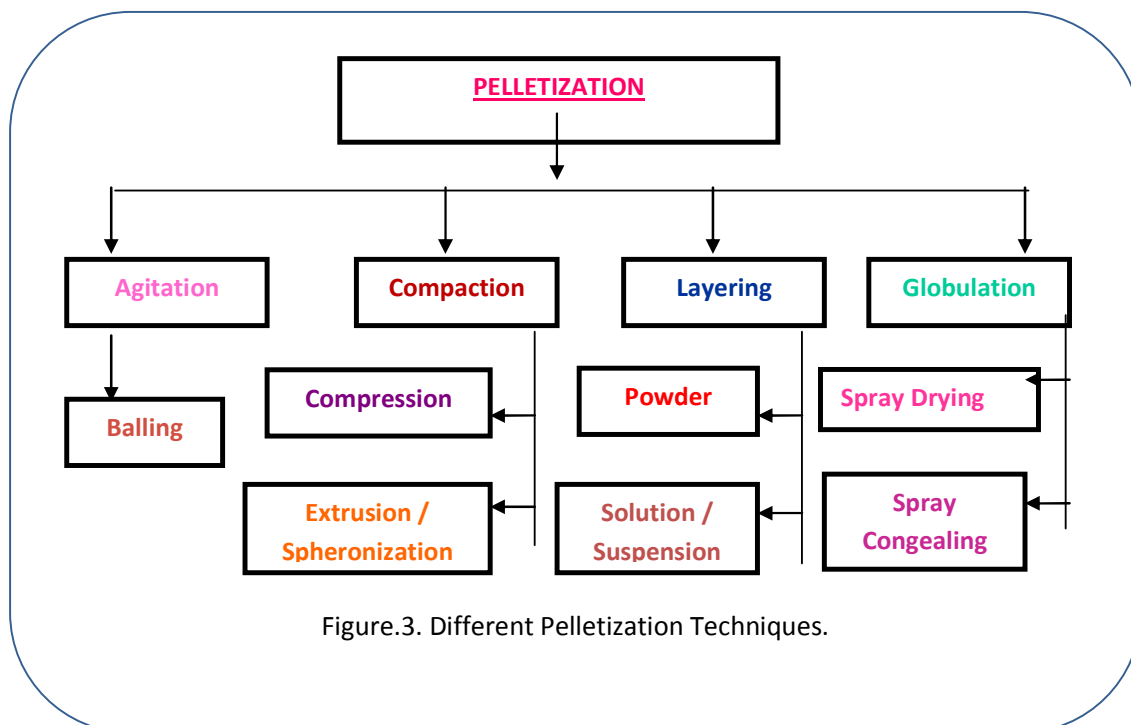 PELLETIZATION
Agitation
Compaction
Layering
Globulation
Balling
Compression
Powder
Spray Drying
Extrusion /
Spheronization
Solution /
Suspension
Spray
Congealing
Figure.3. Different Pelletization Techniques.